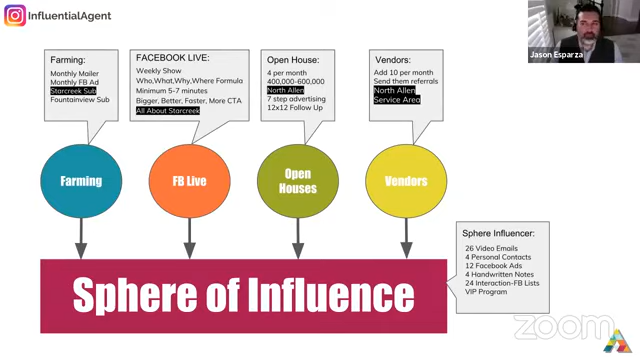 InfluentialAgent
Jason Esparza
Farming:
Monthly Mailer
Monthly FB Ad
Starcreek Sub
Fountainview Sub
FACEBOOK LIVE:
Weekly Show
Who,What,Why,Where Formula
Minimum 5-7 minutes
Bigger, Better, Faster, More CTA
All About Starcreek
Open House:
4 per month
400,000-600,000
North Allen
7 step advertising
12x12 Follow Up
Vendors:
Add 10 per month
Send them referrals
North Allen
Service Area
Farming
FB Live
Open
Houses
Vendors
Sphere of Influence
Sphere Influencer:
26 Video Emails
4 Personal Contacts
12 Facebook Ads
4 Handwritten Notes
24 Interaction-FB Lists
VIP Program
zoom